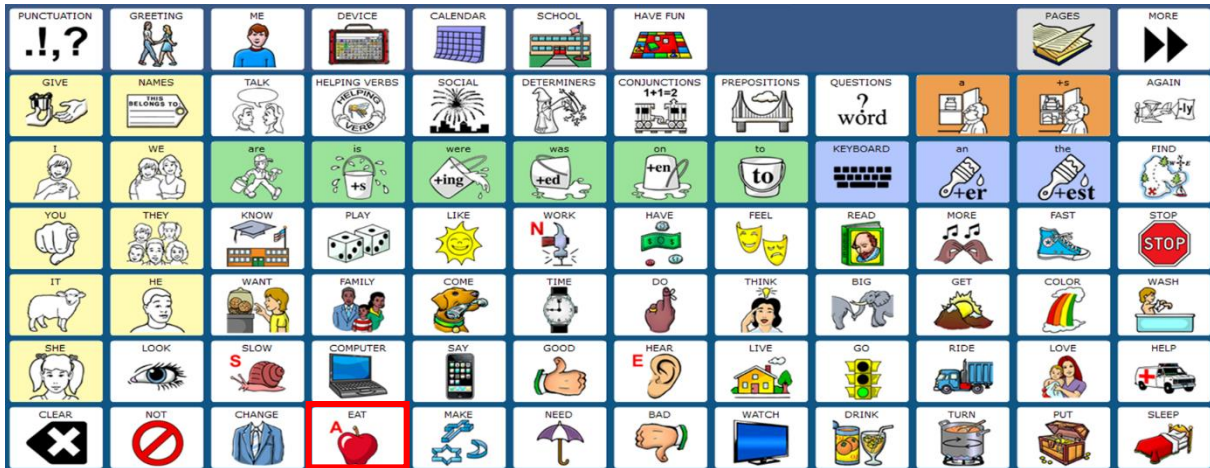 PUNCTUATION GREETING ME DEVICE CALENDAR SCHOOL HAVE FUN PAGES MORE
.!,?
GIVE NAMES TALK HELPING VERBS SOCIAL DETERMINERS CONJUNCTIONS PREPOSITIONS QUESTIONS a +s AGAIN
THIS BELONGS TO HELPING VERB 1+1=2 ? word -ly
I WE are is were was on to KEYBOARD an the FIND
+s +ing +ed +en to +er +est
YOU THEY KNOW PLAY LIKE WORK HAVE FEEL READ MORE FAST STOP
N STOP
IT HE WANT FAMILY COME TIME DO THINK BIG GET COLOR WASH
SHE LOOK SLOW COMPUTER SAY GOOD HEAR LIVE GO RIDE LOVE HELP
S E
CLEAR NOT CHANGE EAT MAKE NEED BAD WATCH DRINK TURN PUT SLEEP
A